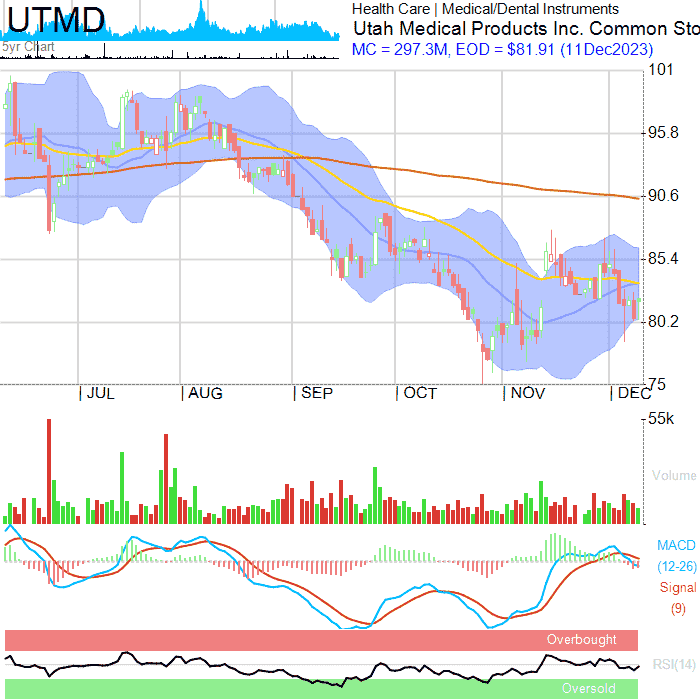 UTMD
5yr Chart
Health Care | Medical/Dental Instruments
Utah Medical Products Inc. Common Sto
MC = 297.3M, EOD = $81.91 (11Dec2023)
101
95.8
90.6
85.4
80.2
75
JUL AUG SEP OCT NOV DEC
55k
Volume
MACD
(12-26)
Signal
(9)
Overbought
RSI(14)
Oversold